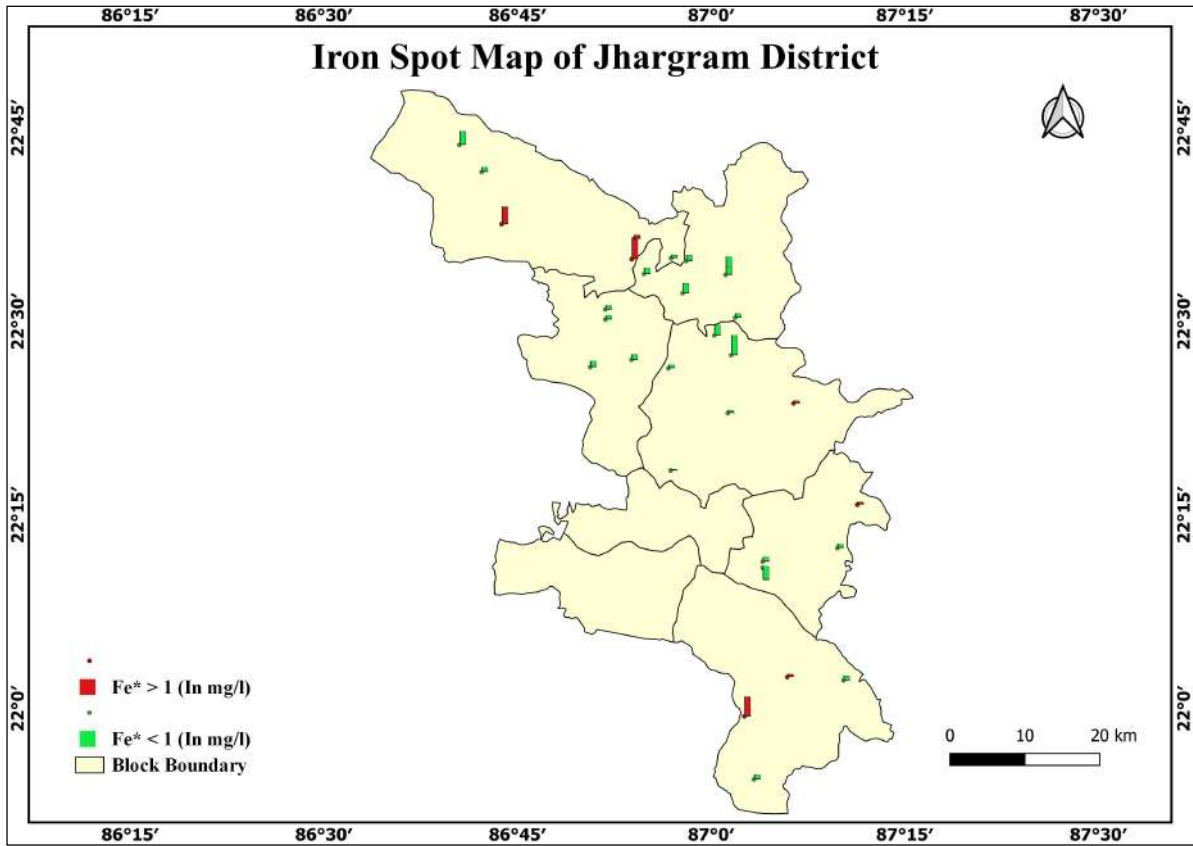 86°15′ 86°30′ 86°45′ 87°0′ 87°15′ 87°30′
Iron Spot Map of Jhargram District
22°45′ 22°45′
22°30′ 22°30′
22°15′ 22°15′
22°0′ 22°0′
Fe* > 1 (In mg/l)
Fe* < 1 (In mg/l)
Block Boundary
0 10 20 km
86°15′ 86°30′ 86°45′ 87°0′ 87°15′ 87°30′